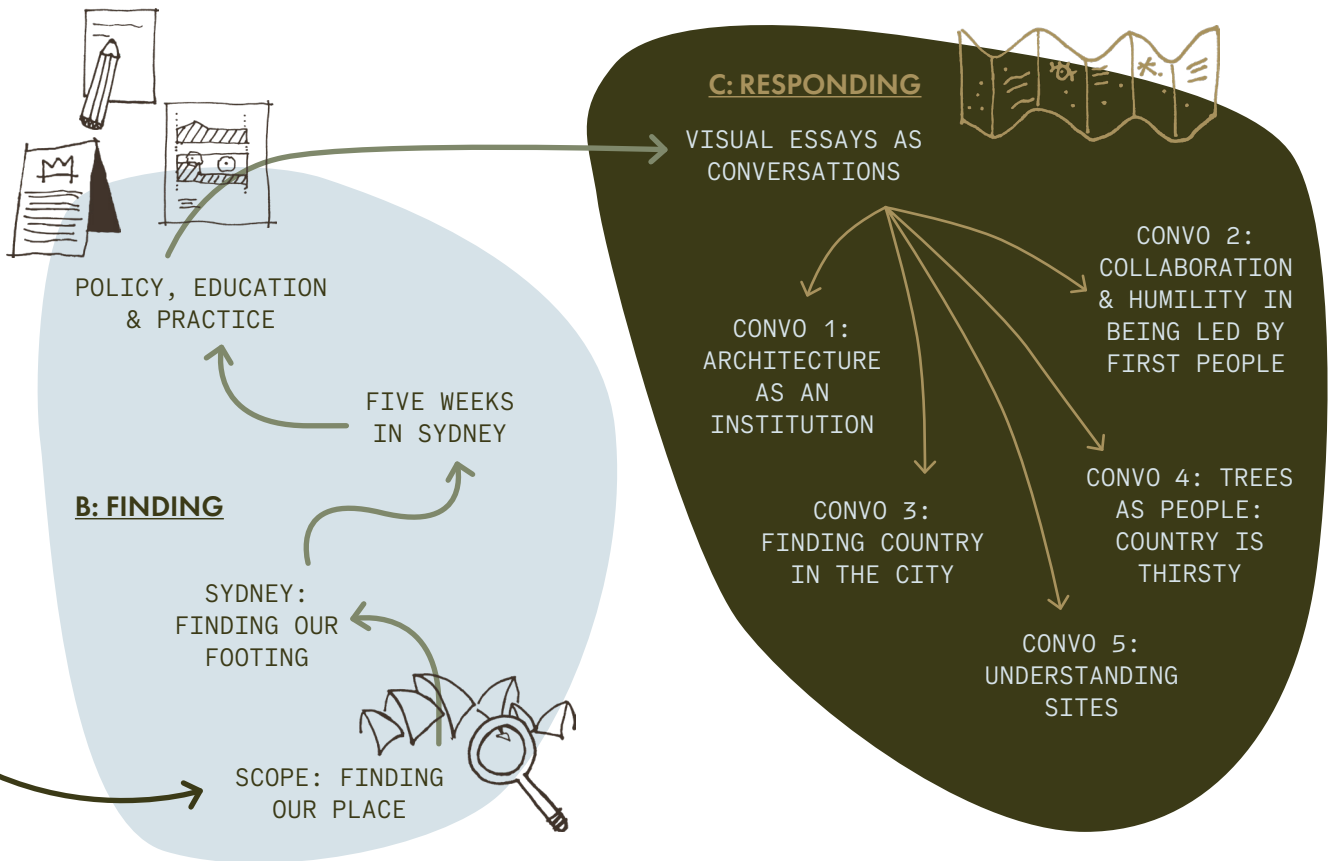 B: FINDING
SCOPE: FINDING
OUR PLACE
SYDNEY:
FINDING OUR
FOOTING
FIVE WEEKS
IN SYDNEY
POLICY, EDUCATION
& PRACTICE
C: RESPONDING
VISUAL ESSAYS AS
CONVERSATIONS
CONVO 1:
ARCHITECTURE
AS AN
INSTITUTION
CONVO 2:
COLLABORATION
& HUMILITY IN
BEING LED BY
FIRST PEOPLE
CONVO 3:
FINDING COUNTRY
IN THE CITY
CONVO 4: TREES
AS PEOPLE:
COUNTRY IS
THIRSTY
CONVO 5:
UNDERSTANDING
SITES